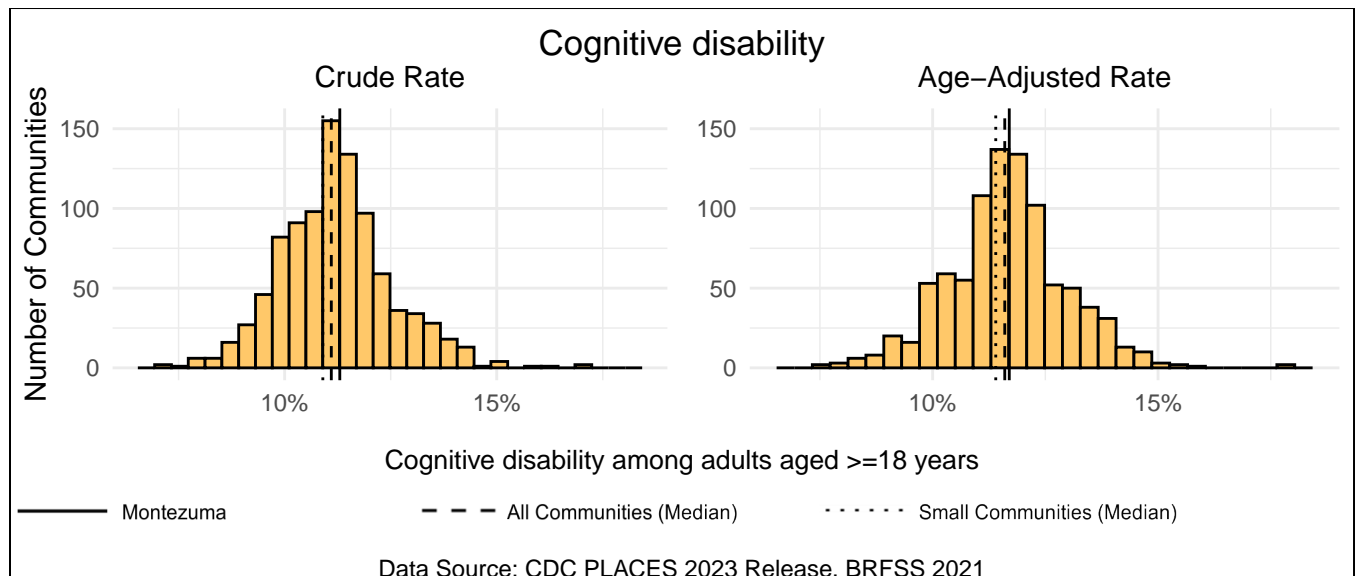 Cognitive disability
Crude Rate
Age−Adjusted Rate
Number of Communities
150
100
50
0
10%
15%
150
100
50
0
10%
15%
Cognitive disability among adults aged >=18 years
Montezuma
All Communities (Median)
Small Communities (Median)
Data Source: CDC PLACES 2023 Release, BRFSS 2021